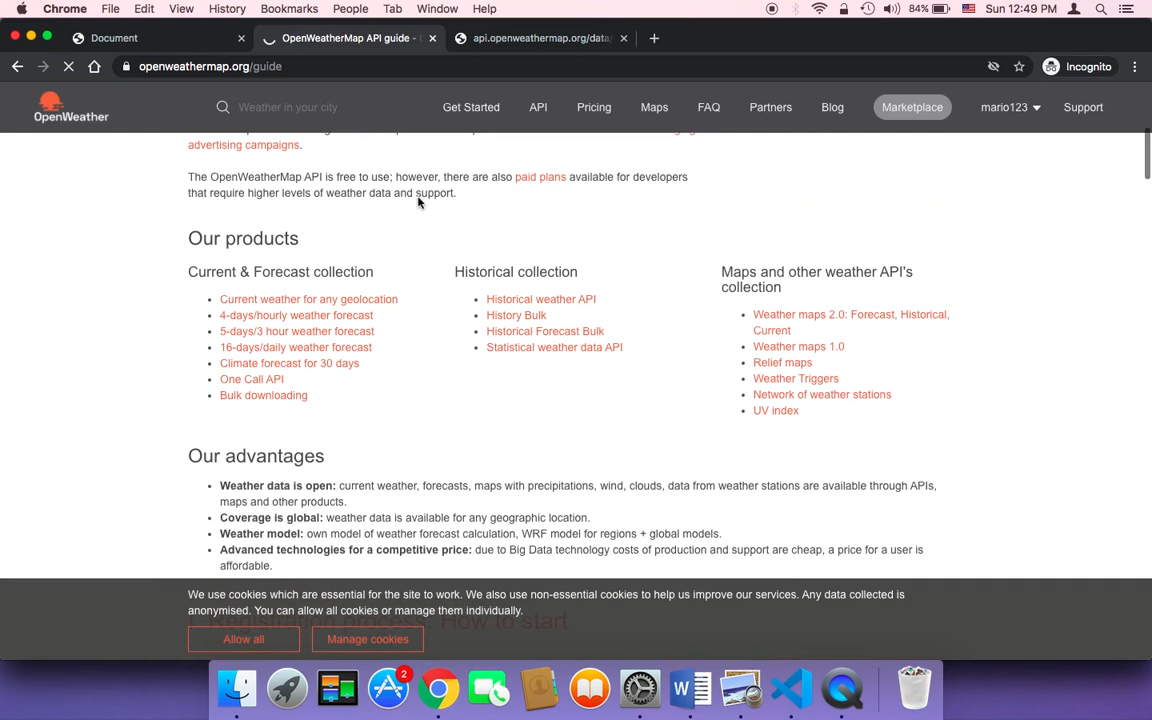 Chrome File Edit View History Bookmarks People Tab Window Help 84% Sun 12:49 PM
Document OpenWeatherMap API guide - api.openweathermap.org/data/
openweathermap.org/guide Incognito
OpenWeather Weather in your city Get Started API Pricing Maps FAQ Partners Blog Marketplace mario123 Support
advertising campaigns.
The OpenWeatherMap API is free to use; however, there are also paid plans available for developers
that require higher levels of weather data and support.
Our products
Current & Forecast collection
Current weather for any geolocation
4-days/hourly weather forecast
5-days/3 hour weather forecast
16-days/daily weather forecast
Climate forecast for 30 days
One Call API
Bulk downloading
Historical collection
Historical weather API
History Bulk
Historical Forecast Bulk
Statistical weather data API
Maps and other weather API's
collection
Weather maps 2.0: Forecast, Historical,
Current
Weather maps 1.0
Relief maps
Weather Triggers
Network of weather stations
UV index
Our advantages
Weather data is open: current weather, forecasts, maps with precipitations, wind, clouds, data from weather stations are available through APIs,
maps and other products.
Coverage is global: weather data is available for any geographic location.
Weather model: own model of weather forecast calculation, WRF model for regions + global models.
Advanced technologies for a competitive price: due to Big Data technology costs of production and support are cheap, a price for a user is
affordable.
We use cookies which are essential for the site to work. We also use non-essential cookies to help us improve our services. Any data collected is
anonymised. You can allow all cookies or manage them individually.
Registration process. How to start
Allow all Manage cookies
2